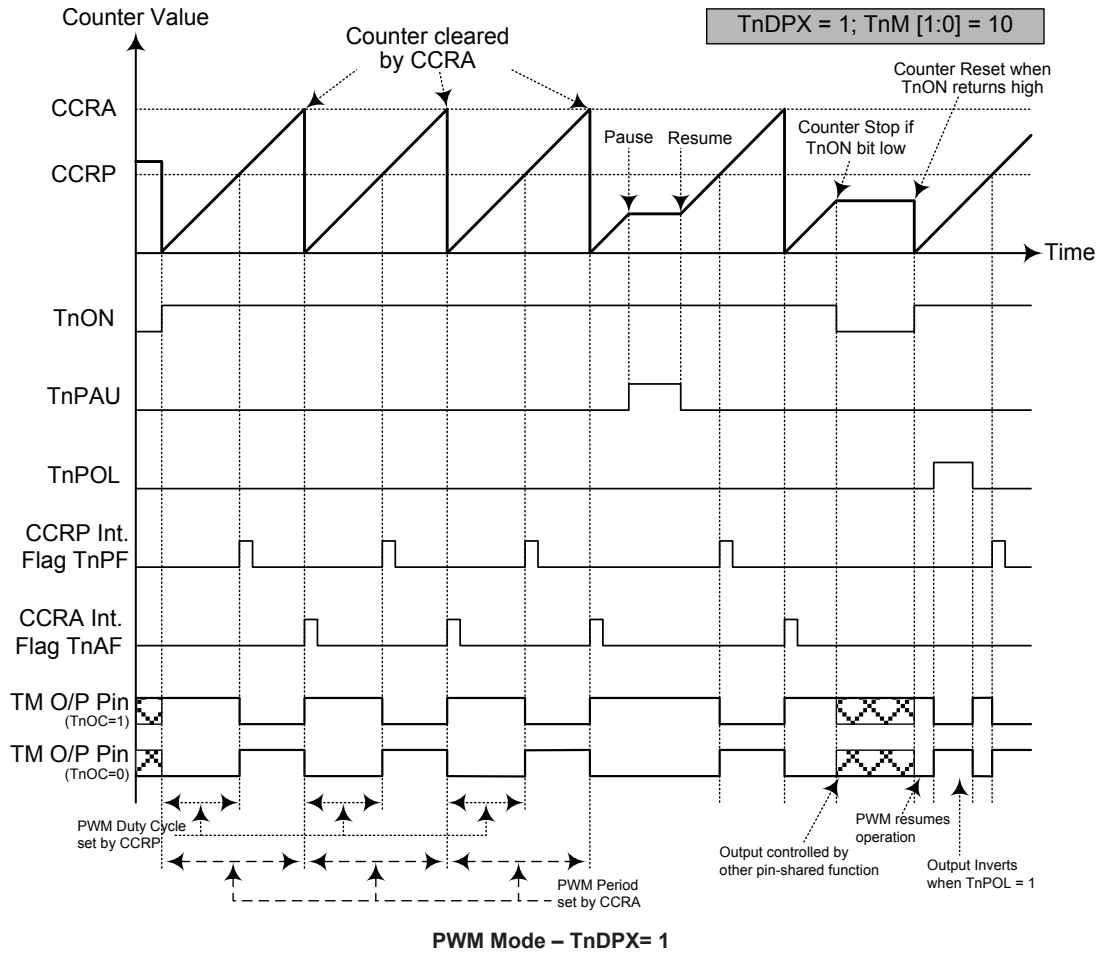 Counter Value
TnDPX = 1; TnM [1:0] = 10
Counter cleared
by CCRA
Counter Reset when
TnON returns high
CCRA
Counter Stop if
TnON bit low
Pause
Resume
CCRP
Time
TnON
TnPAU
TnPOL
CCRP Int.
Flag TnPF
CCRA Int.
Flag TnAF
TM O/P Pin
(TnOC=1)
TM O/P Pin
(TnOC=0)
PWM Duty Cycle
set by CCRP
PWM resumes
operation
Output controlled by
other pin-shared function
Output Inverts
when TnPOL = 1
PWM Period
set by CCRA
PWM Mode – TnDPX= 1